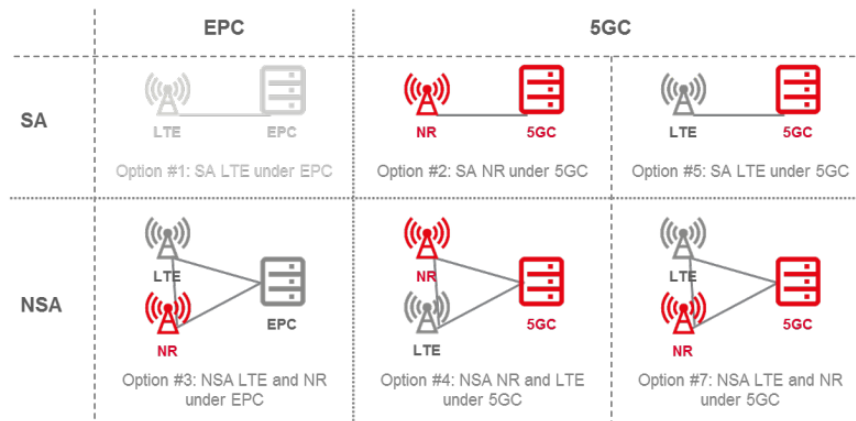 EPC
5GC
SA
LTE
EPC
Option #1: SA LTE under EPC
NR
5GC
Option #2: SA NR under 5GC
LTE
5GC
Option #5: SA LTE under 5GC
NSA
LTE
NR
EPC
Option #3: NSA LTE and NR
under EPC
NR
LTE
5GC
Option #4: NSA NR and LTE
under 5GC
LTE
NR
5GC
Option #7: NSA LTE and NR
under 5GC